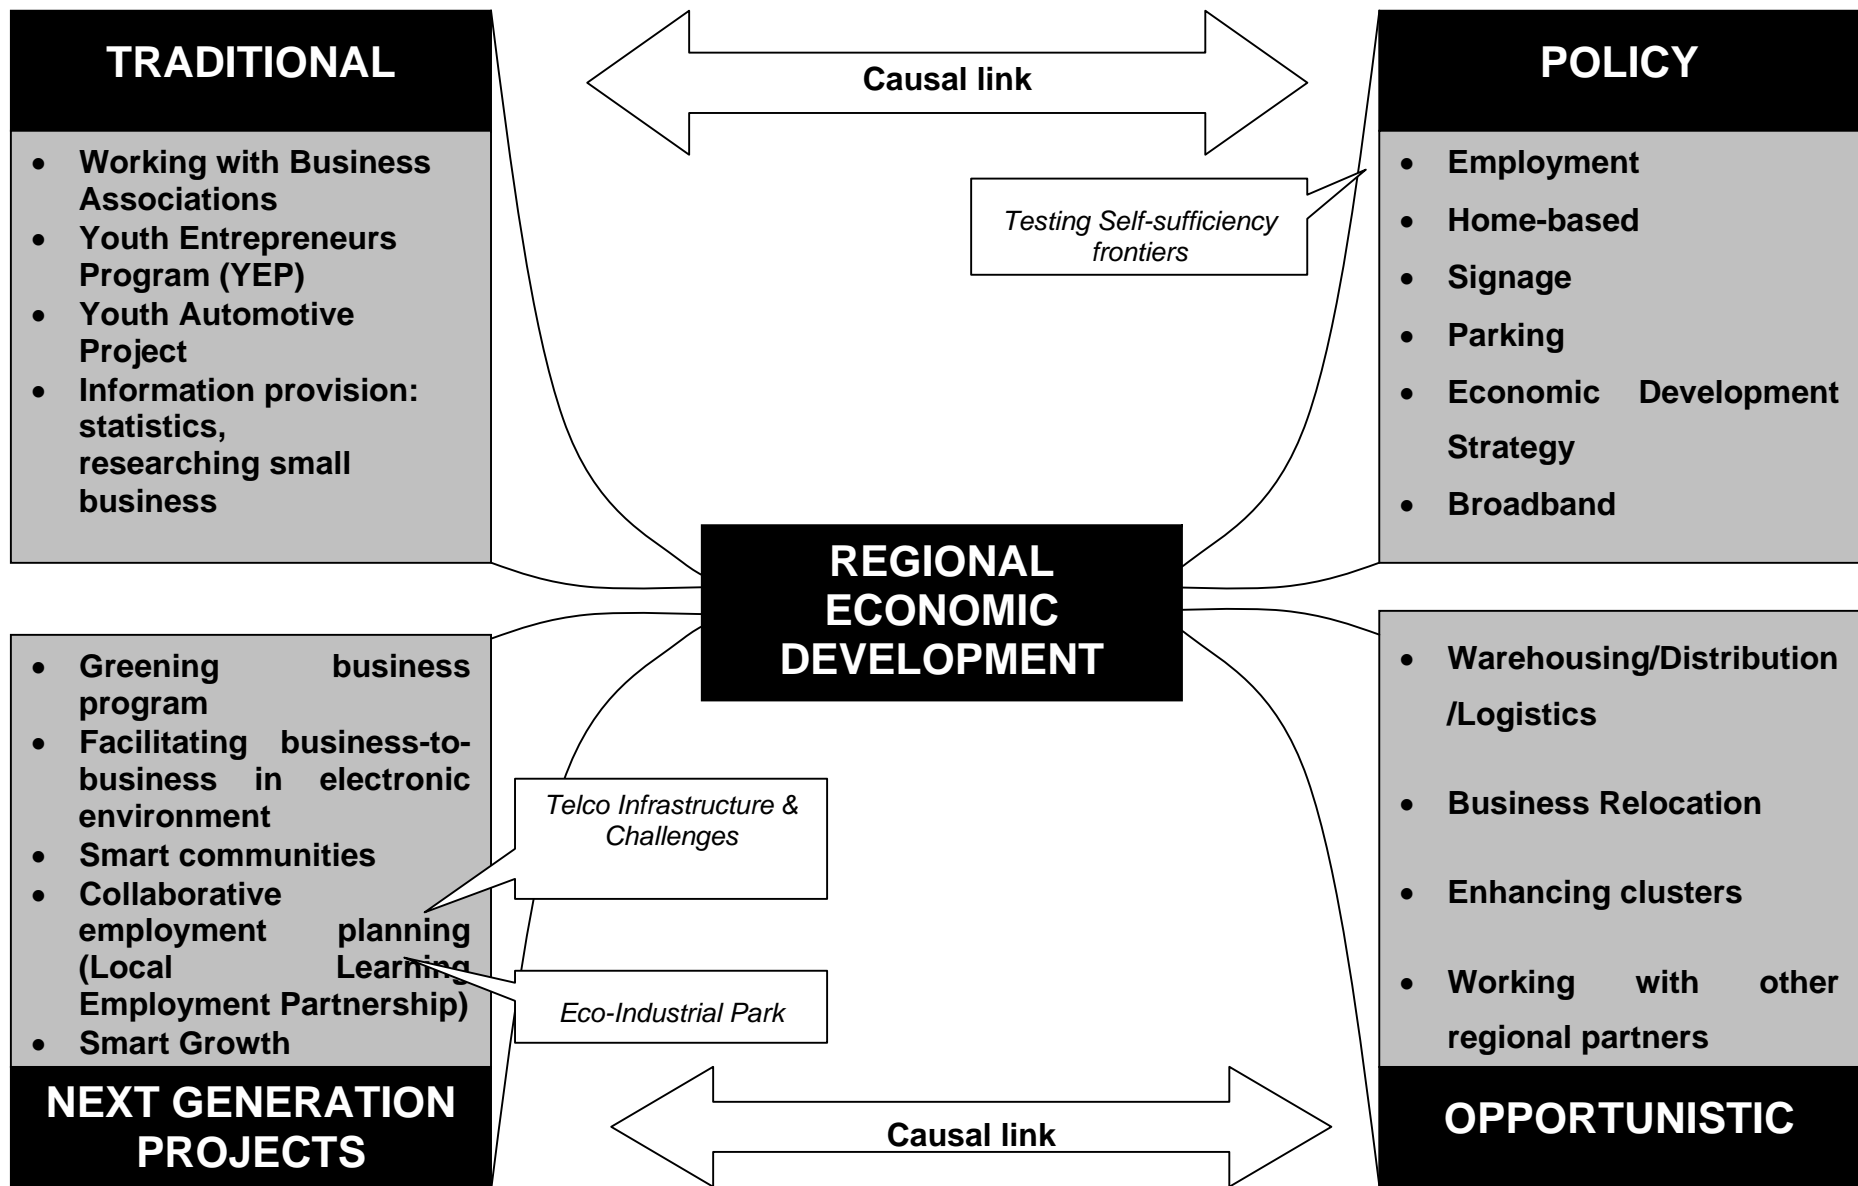 TRADITIONAL
• Working with Business
Associations
• Youth Entrepreneurs
Program (YEP)
• Youth Automotive
Project
• Information provision:
statistics,
researching small
business
Causal link
POLICY
• Employment
• Home-based
• Signage
• Parking
• Economic Development
Strategy
• Broadband
Testing Self-sufficiency
frontiers
REGIONAL
ECONOMIC
DEVELOPMENT
• Greening business
program
• Facilitating business-to-
business in electronic
environment
• Smart communities
• Collaborative
employment planning
(Local Learning
Employment Partnership)
• Smart Growth
NEXT GENERATION
PROJECTS
Telco Infrastructure &
Challenges
Eco-Industrial Park
Causal link
• Warehousing/Distribution
/Logistics
• Business Relocation
• Enhancing clusters
• Working with other
regional partners
OPPORTUNISTIC